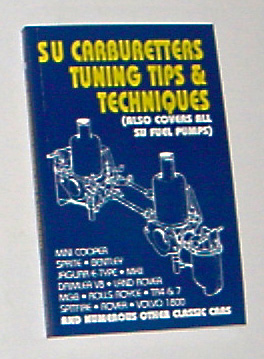 SU CARBURETTERS
TUNING TIPS &
TECHNIQUES
(ALSO COVERS ALL
SU FUEL PUMPS)
MINI COOPER
SPRITE • BENTLEY
JAGUAR E TYPE • MKII
DAIMLER V8 • LAND ROVER
MGB • ROLLS ROYCE • TR4 & 7
SPITFIRE • ROVER • VOLVO 1800
AND NUMEROUS OTHER CLASSIC CARS